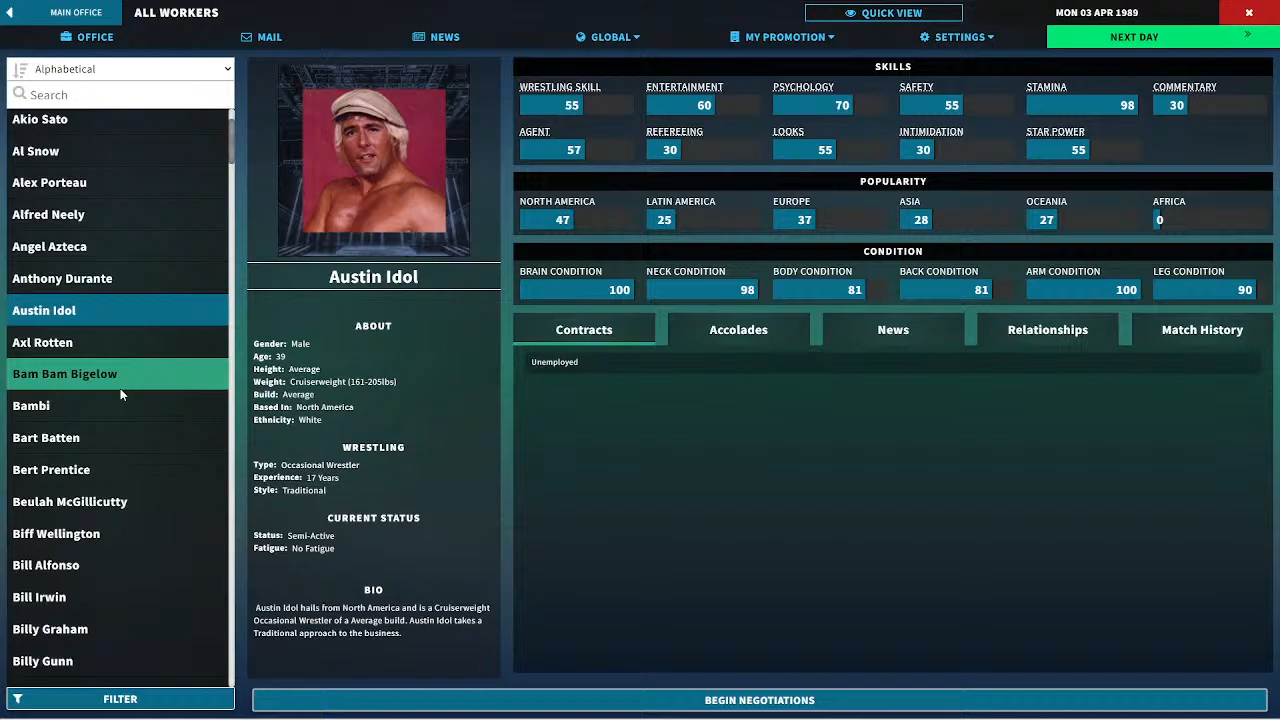 MAIN OFFICE
ALL WORKERS
QUICK VIEW
MON 03 APR 1989
OFFICE
MAIL
NEWS
GLOBAL
MY PROMOTION
SETTINGS
NEXT DAY
Alphabetical
Search
Akio Sato
Al Snow
Alex Porteau
Alfred Neely
Angel Azteca
Anthony Durante
Austin Idol
Axl Rotten
Bam Bam Bigelow
Bambi
Bart Batten
Bert Prentice
Beulah McGillicutty
Biff Wellington
Bill Alfonso
Bill Irwin
Billy Graham
Billy Gunn
FILTER
Austin Idol
ABOUT
Gender: Male
Age: 39
Height: Average
Weight: Cruiserweight (161-205lbs)
Build: Average
Based In: North America
Ethnicity: White
WRESTLING
Type: Occasional Wrestler
Experience: 17 Years
Style: Traditional
CURRENT STATUS
Status: Semi-Active
Fatigue: No Fatigue
BIO
Austin Idol hails from North America and is a Cruiserweight
Occasional Wrestler of a Average build. Austin Idol takes a
Traditional approach to the business.
SKILLS
WRESTLING SKILL ENTERTAINMENT PSYCHOLOGY SAFETY STAMINA COMMENTARY
55 60 70 55 98 30
AGENT REFEREEING LOOKS INTIMIDATION STAR POWER
57 30 55 30 55
POPULARITY
NORTH AMERICA LATIN AMERICA EUROPE ASIA OCEANIA AFRICA
47 25 37 28 27 0
CONDITION
BRAIN CONDITION NECK CONDITION BODY CONDITION BACK CONDITION ARM CONDITION LEG CONDITION
100 98 81 81 100 90
Contracts Accolades News Relationships Match History
Unemployed
BEGIN NEGOTIATIONS